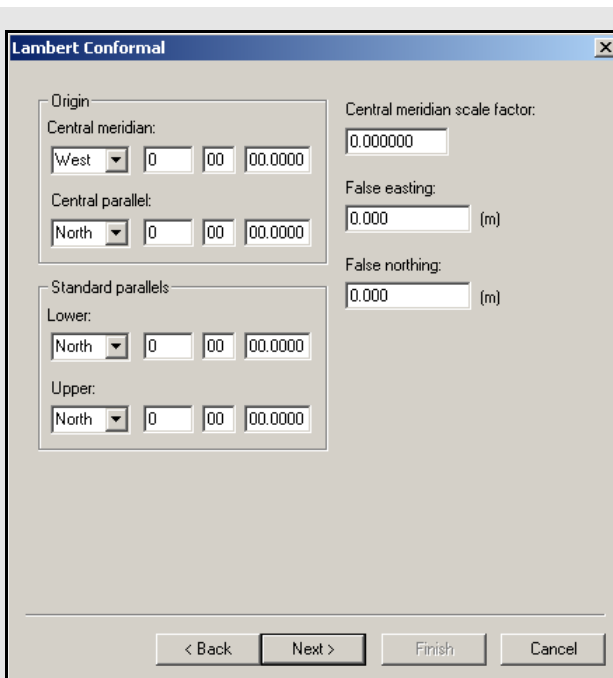 Lambert Conformal
Origin
Central meridian:
West 0 00 00.0000
Central parallel:
North 0 00 00.0000
Standard parallels
Lower:
North 0 00 00.0000
Upper:
North 0 00 00.0000
Central meridian scale factor:
0.000000
False easting:
0.000 (m)
False northing:
0.000 (m)
< Back Next > Finish Cancel